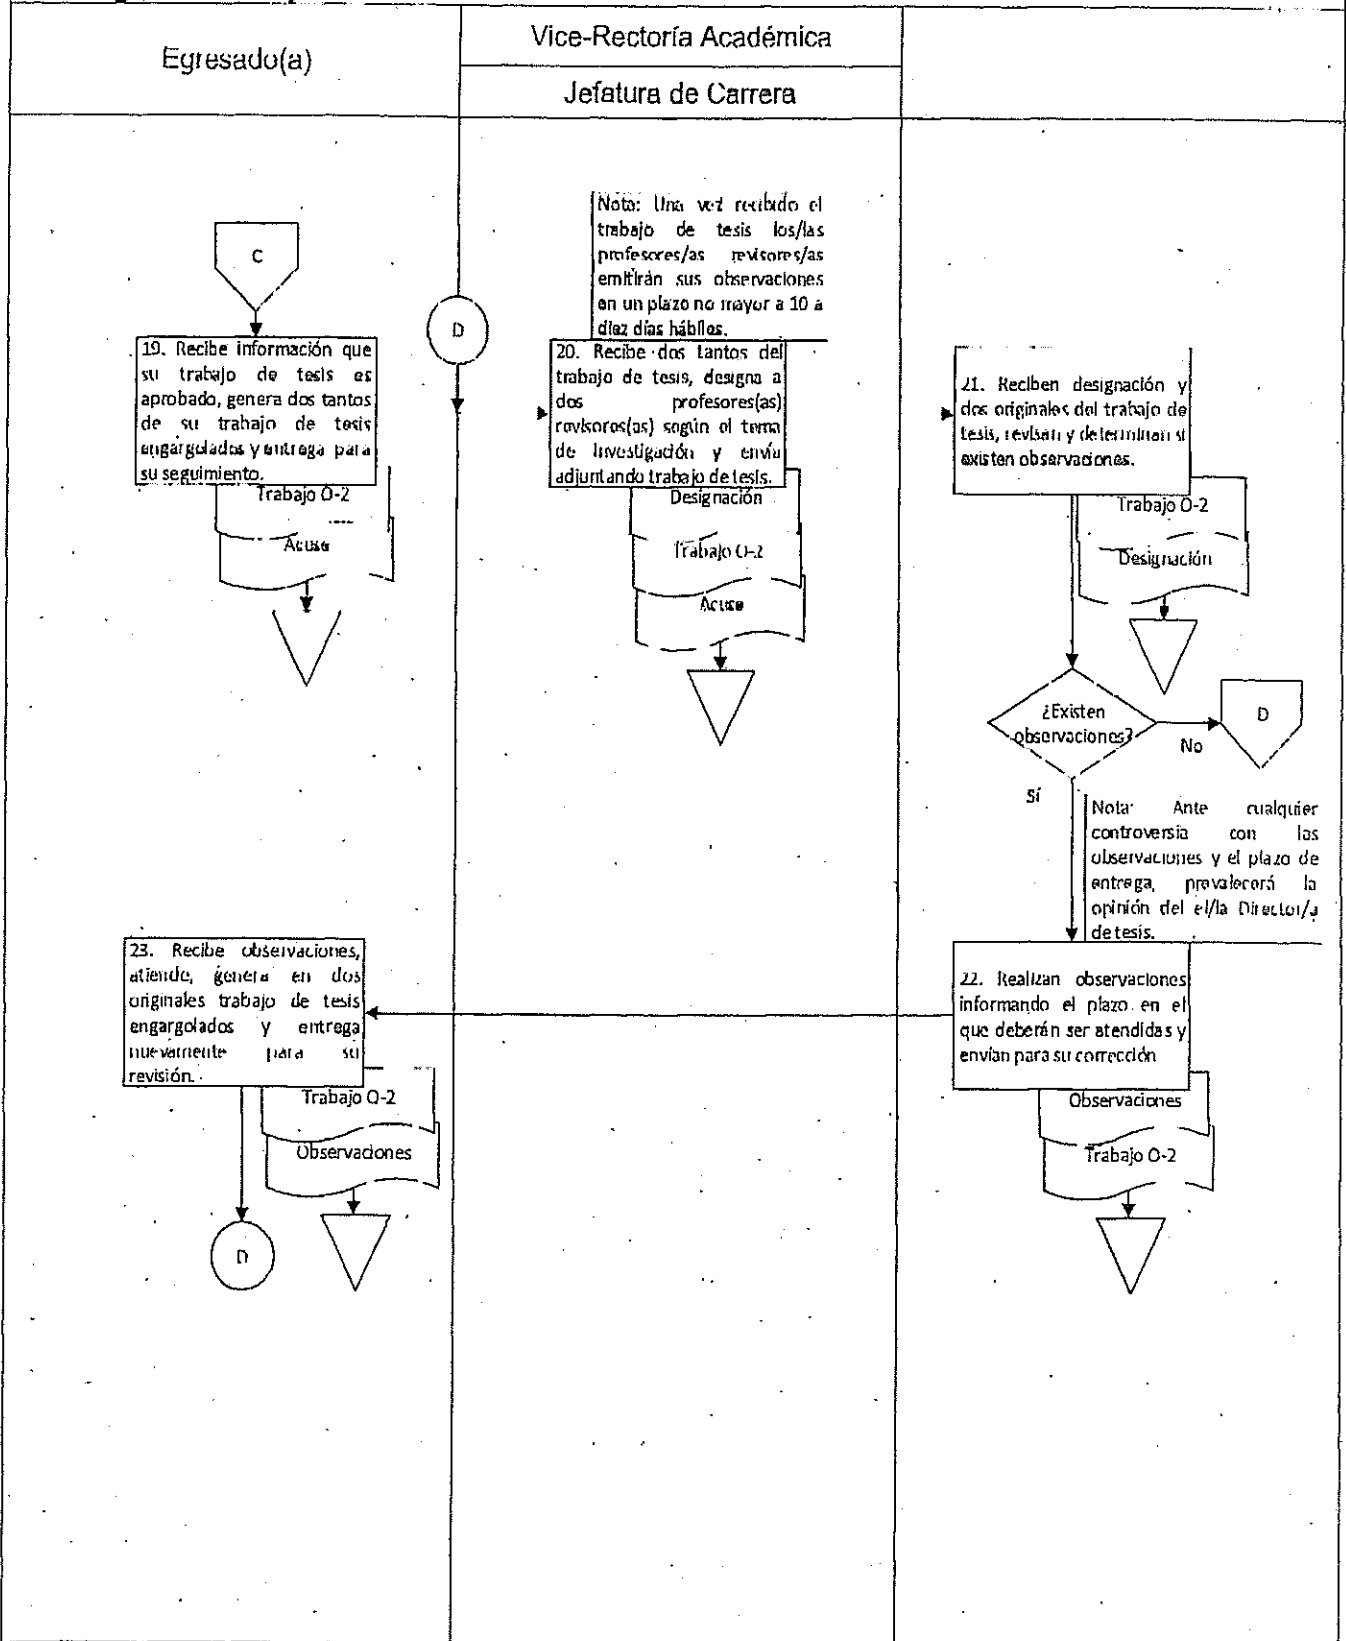 Egresado(a)
Vice-Rectoría Académica
Jefatura de Carrera
C
19. Recibe información que
su trabajo de tesis es
aprobado, genera dos tantos
de su trabajo de tesis
engargolados y entrega para
su seguimiento.
Trabajo O-2
Acuse
D
Nota: Una vez recibido el
trabajo de tesis los/las
profesores/as revisores/as
emitirán sus observaciones
en un plazo no mayor a 10 a
diez días hábiles.
20. Recibe dos tantos del
trabajo de tesis, designa a
dos profesores(as)
revisores(as) según el tema
de investigación y envía
adjuntando trabajo de tesis.
Designación
Trabajo O-2
Acuse
21. Reciben designación y
dos originales del trabajo de
tesis, revisan y determinan si
existen observaciones.
Trabajo O-2
Designación
¿Existen
observaciones?
No
D
Sí
Nota: Ante cualquier
controversia con las
observaciones y el plazo de
entrega, prevalecerá la
opinión del el/la Director/a
de tesis.
22. Realizan observaciones
informando el plazo en el
que deberán ser atendidas y
envían para su corrección
Observaciones
Trabajo O-2
23. Recibe observaciones,
atiende, genera en dos
originales trabajo de tesis
engargolados y entrega
nuevamente para su
revisión.
Trabajo O-2
Observaciones
D